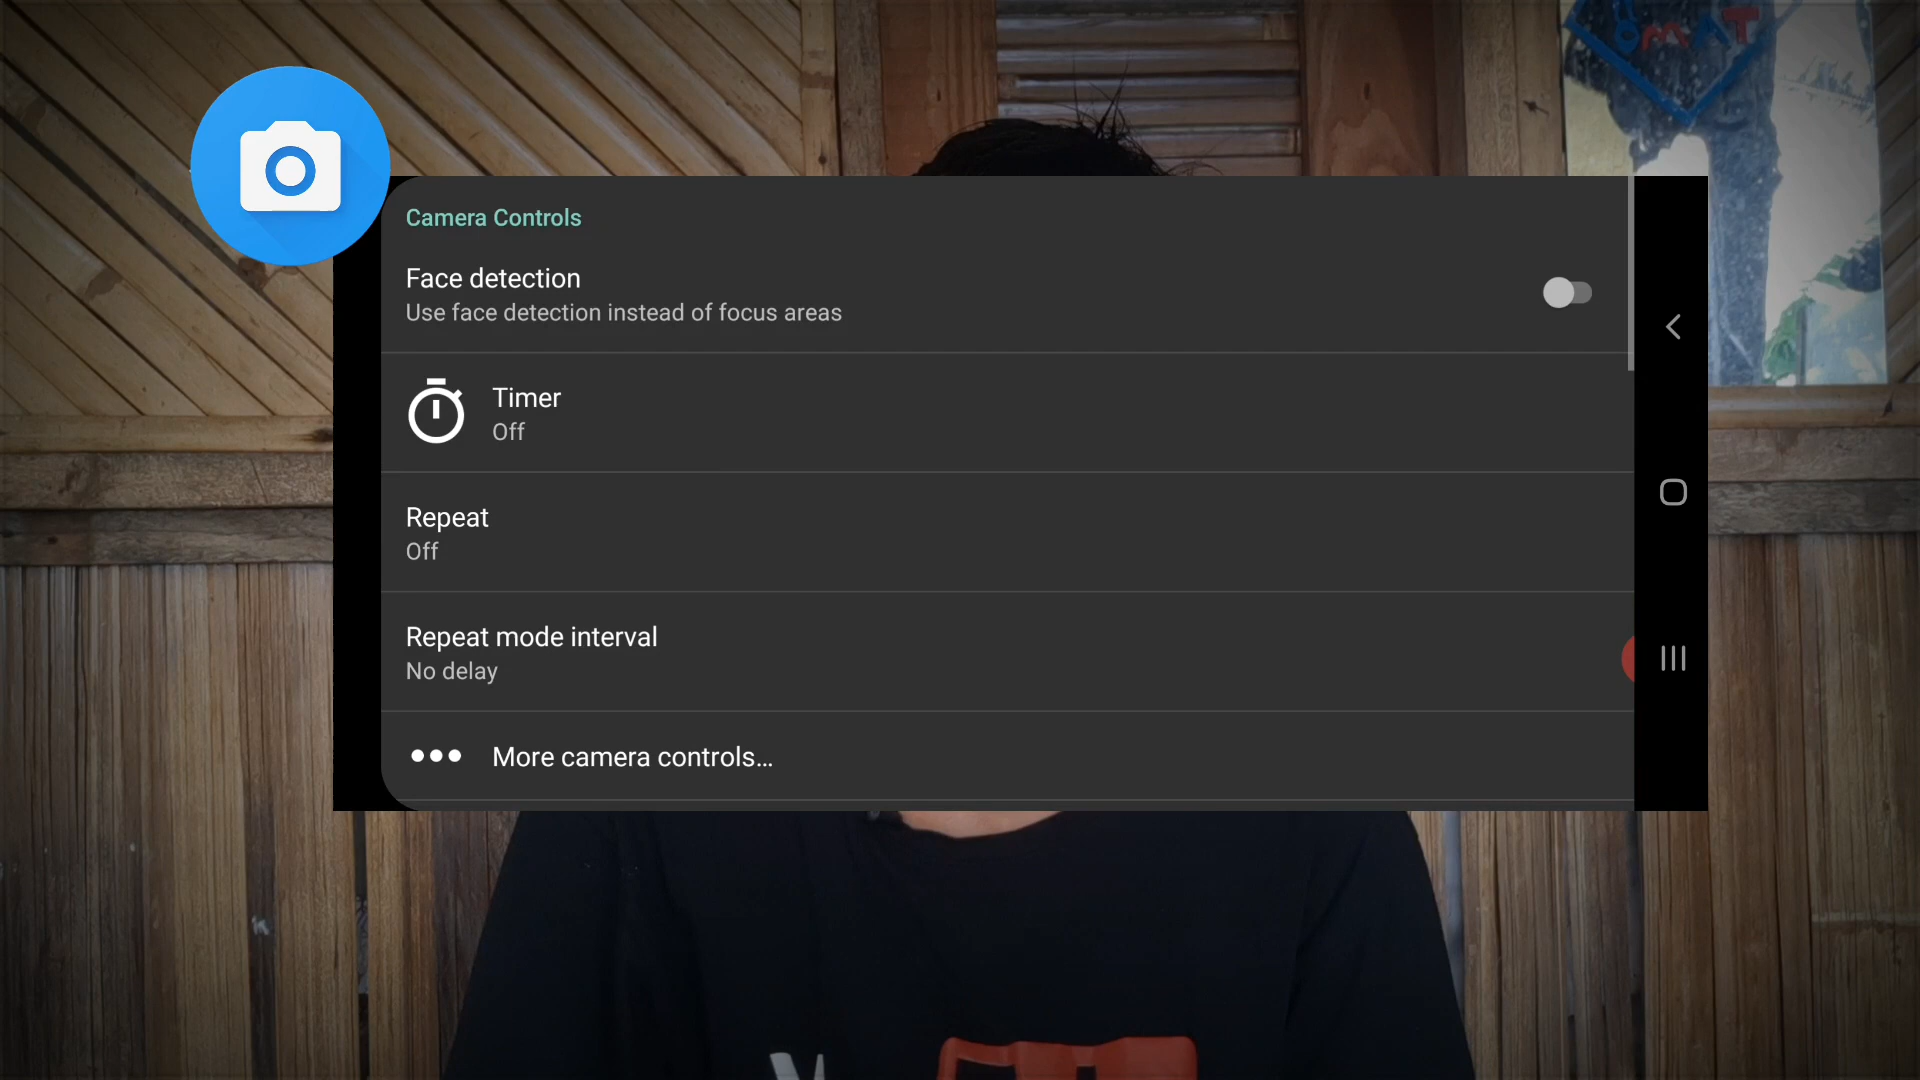 Camera Controls
Face detection
Use face detection instead of focus areas
Timer
Off
Repeat
Off
Repeat mode interval
No delay
More camera controls...